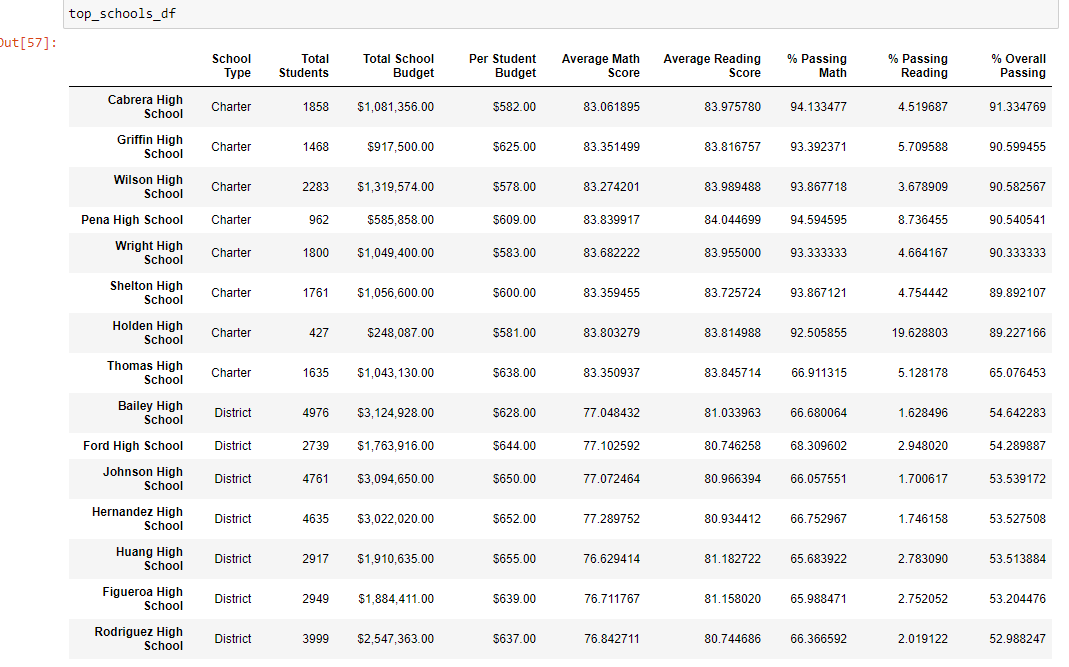 top_schools_df
Out[57]:
School Type Total Students Total School Budget Per Student Budget Average Math Score Average Reading Score % Passing Math % Passing Reading % Overall Passing
Cabrera High School Charter 1858 $1,081,356.00 $582.00 83.061895 83.975780 94.133477 4.519687 91.334769
Griffin High School Charter 1468 $917,500.00 $625.00 83.351499 83.816757 93.392371 5.709588 90.599455
Wilson High School Charter 2283 $1,319,574.00 $578.00 83.274201 83.989488 93.867718 3.678909 90.582567
Pena High School Charter 962 $585,858.00 $609.00 83.839917 84.044699 94.594595 8.736455 90.540541
Wright High School Charter 1800 $1,049,400.00 $583.00 83.682222 83.955000 93.333333 4.664167 90.333333
Shelton High School Charter 1761 $1,056,600.00 $600.00 83.359455 83.725724 93.867121 4.754442 89.892107
Holden High School Charter 427 $248,087.00 $581.00 83.803279 83.814988 92.505855 19.628803 89.227166
Thomas High School Charter 1635 $1,043,130.00 $638.00 83.350937 83.845714 66.911315 5.128178 65.076453
Bailey High School District 4976 $3,124,928.00 $628.00 77.048432 81.033963 66.680064 1.628496 54.642283
Ford High School District 2739 $1,763,916.00 $644.00 77.102592 80.746258 68.309602 2.948020 54.289887
Johnson High School District 4761 $3,094,650.00 $650.00 77.072464 80.966394 66.057551 1.700617 53.539172
Hernandez High School District 4635 $3,022,020.00 $652.00 77.289752 80.934412 66.752967 1.746158 53.527508
Huang High School District 2917 $1,910,635.00 $655.00 76.629414 81.182722 65.683922 2.783090 53.513884
Figueroa High School District 2949 $1,884,411.00 $639.00 76.711767 81.158020 65.988471 2.752052 53.204476
Rodriguez High School District 3999 $2,547,363.00 $637.00 76.842711 80.744686 66.366592 2.019122 52.988247